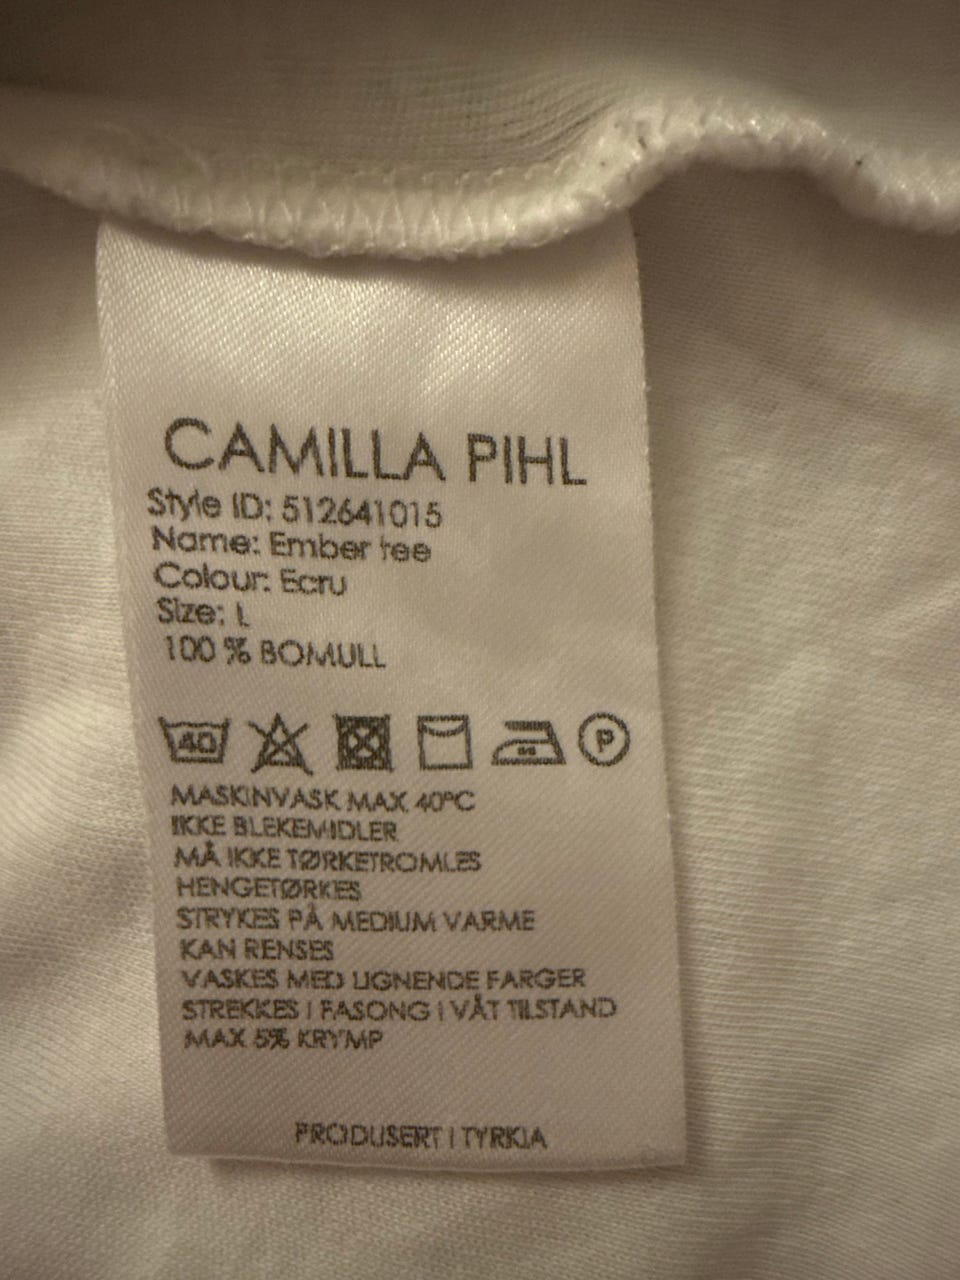 CAMILLA PIHL
Style ID: 512641015
Name: Ember tee
Colour: Ecru
Size: L
100 % BOMULL
40 P
MASKINVASK MAX 40°C
IKKE BLEKEMIDLER
MÅ IKKE TØRKETROMLES
HENGETØRKES
STRYKES PÅ MEDIUM VARME
KAN RENSES
VASKES MED LIGNENDE FARGER
STREKKES I FASONG I VÅT TILSTAND
MAX 5% KRYMP
PRODUSERT I TYRKIA